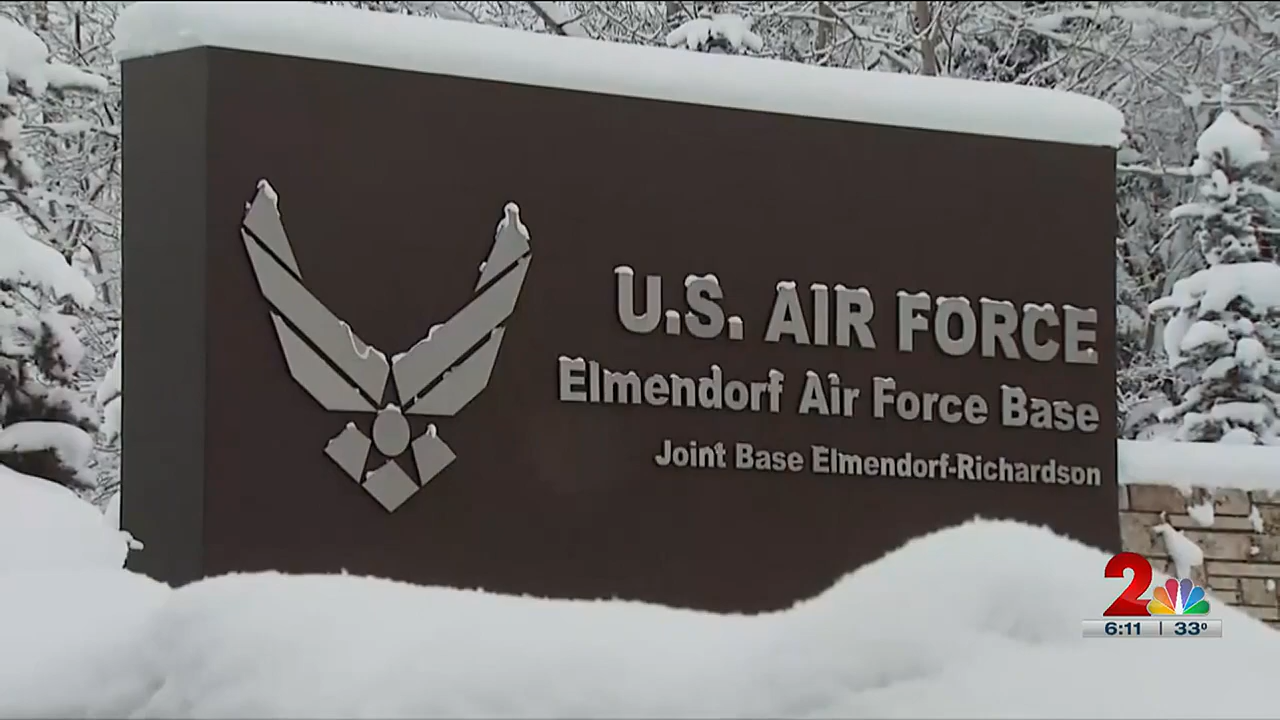 U.S. AIR FORCE
Elmendorf Air Force Base
Joint Base Elmendorf-Richardson
2
6:11 | 33°